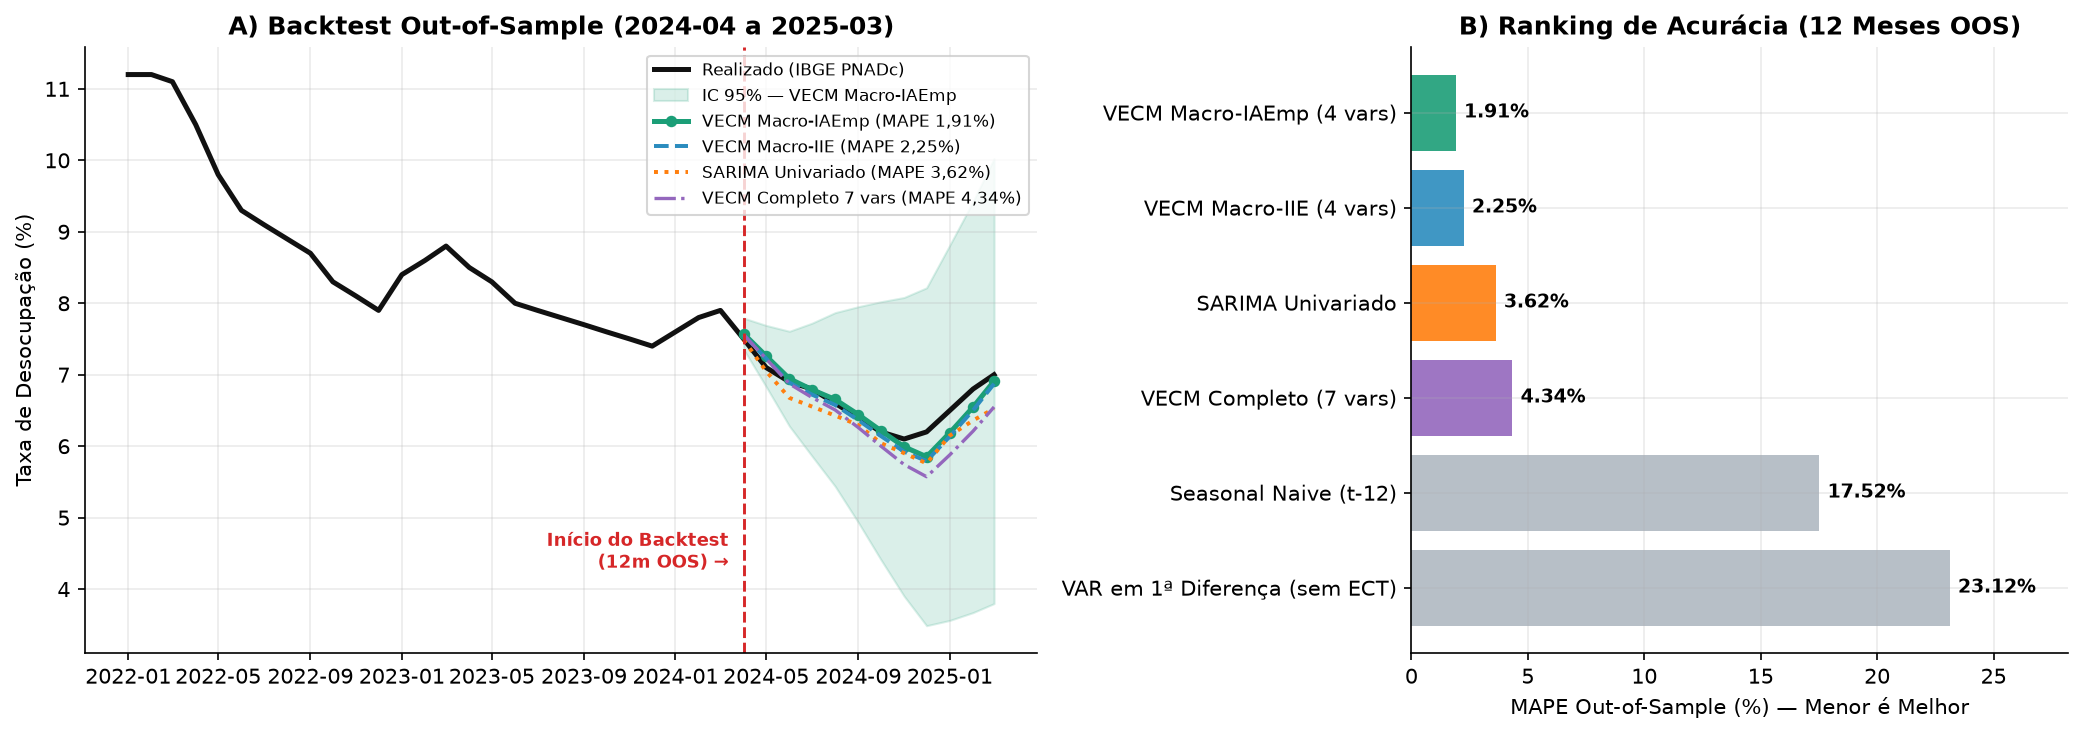 A) Backtest Out-of-Sample (2024-04 a 2025-03)
Taxa de Desocupação (%)
11
10
9
8
7
6
5
4
Realizado (IBGE PNADc)
IC 95% — VECM Macro-IAEmp
VECM Macro-IAEmp (MAPE 1,91%)
VECM Macro-IIE (MAPE 2,25%)
SARIMA Univariado (MAPE 3,62%)
VECM Completo 7 vars (MAPE 4,34%)
Início do Backtest
(12m OOS) →
2022-01 2022-05 2022-09 2023-01 2023-05 2023-09 2024-01 2024-05 2024-09 2025-01
B) Ranking de Acurácia (12 Meses OOS)
VECM Macro-IAEmp (4 vars) 1.91%
VECM Macro-IIE (4 vars) 2.25%
SARIMA Univariado 3.62%
VECM Completo (7 vars) 4.34%
Seasonal Naive (t-12) 17.52%
VAR em 1ª Diferença (sem ECT) 23.12%
0 5 10 15 20 25
MAPE Out-of-Sample (%) — Menor é Melhor